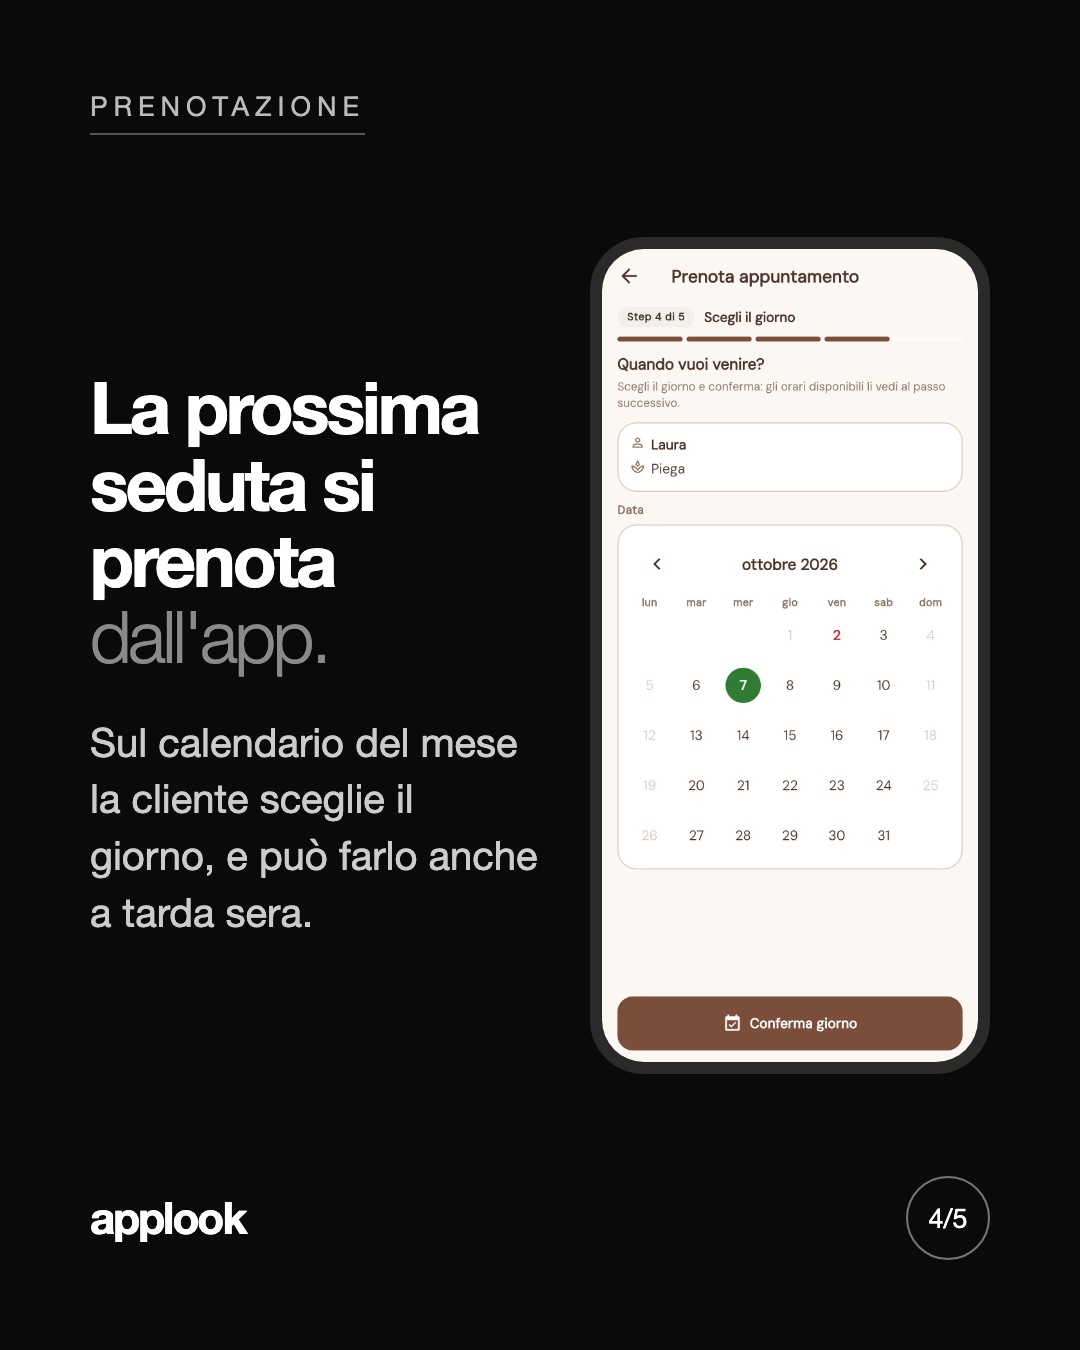 PRENOTAZIONE
La prossima
seduta si
prenota
dall'app.
Sul calendario del mese
la cliente sceglie il
giorno, e può farlo anche
a tarda sera.
Prenota appuntamento
Step 4 di 5 Scegli il giorno
Quando vuoi venire?
Scegli il giorno e conferma: gli orari disponibili li vedi al passo
successivo.
Laura
Piega
Data
ottobre 2026
lun mar mer gio ven sab dom
1 2 3 4
5 6 7 8 9 10 11
12 13 14 15 16 17 18
19 20 21 22 23 24 25
26 27 28 29 30 31
Conferma giorno
applook
4/5